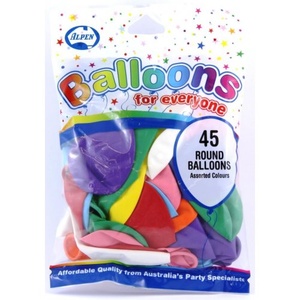 ALPEN
Balloons
for everyone
45
ROUND
BALLOONS
Assorted Colours
Affordable Quality from Australia's Party Specialists